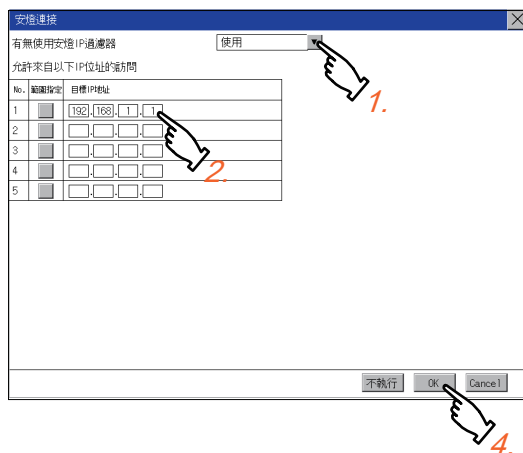 安燈連接
有無使用安燈IP過濾器 使用
1.
允許來自以下IP位址的訪問
No. 範圍指定 目標IP地址
1 192.168.1.1
2 . . .
2.
3 . . .
4 . . .
5 . . .
不執行 OK Cancel
4.